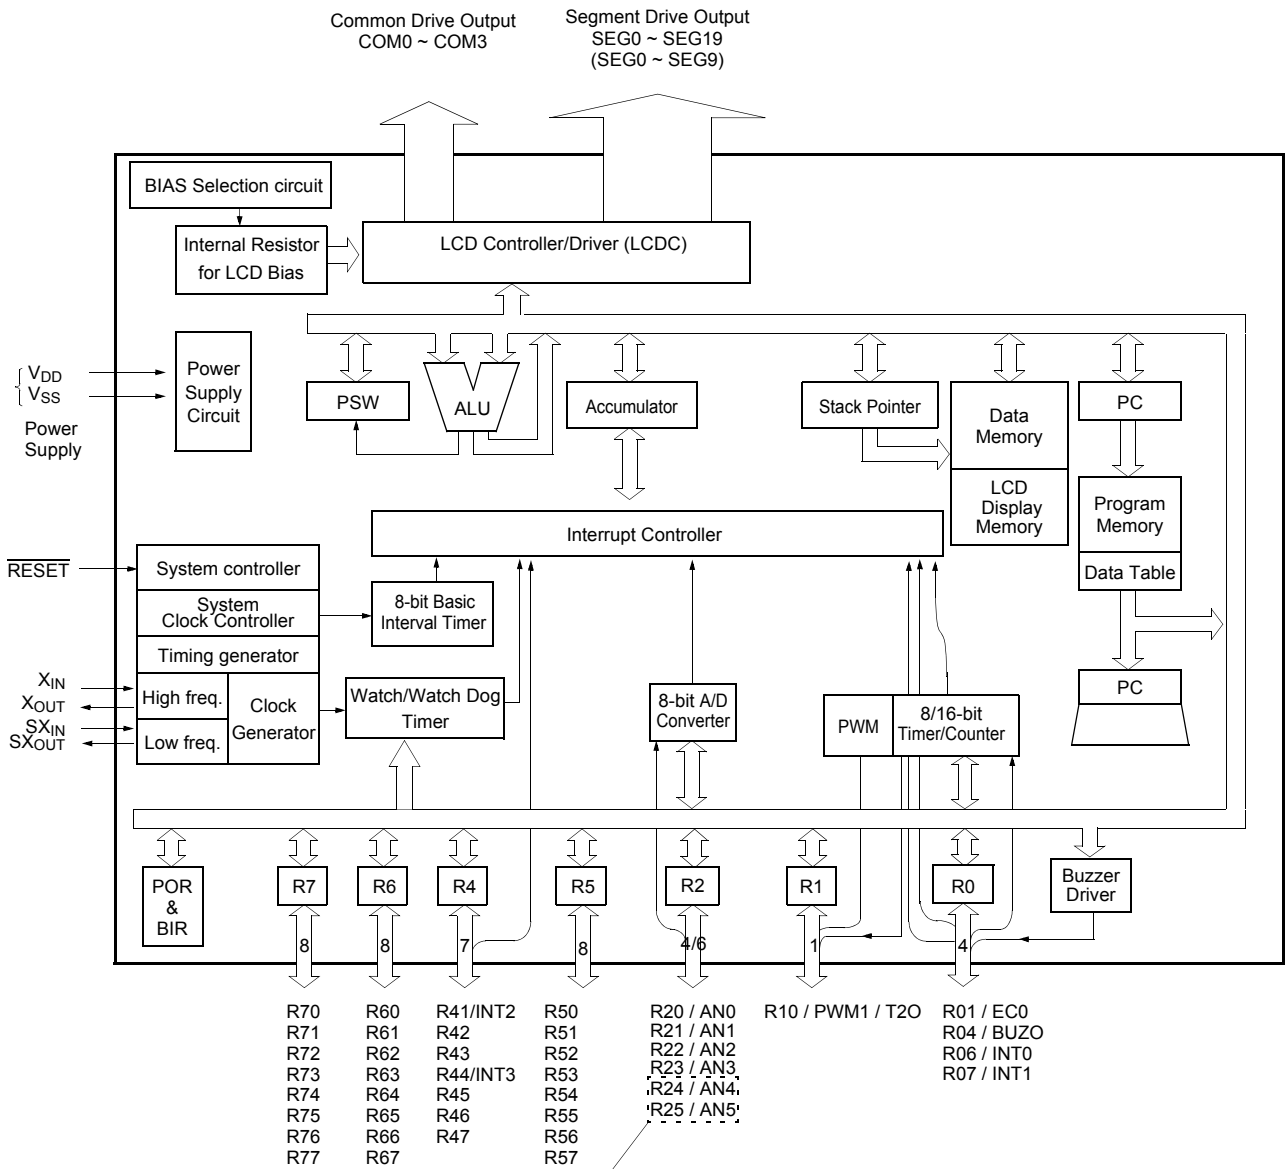 Common Drive Output
COM0 ~ COM3
Segment Drive Output
SEG0 ~ SEG19
(SEG0 ~ SEG9)
BIAS Selection circuit
Internal Resistor
for LCD Bias
LCD Controller/Driver (LCDC)
VDD
VSS
Power
Supply
Power
Supply
Circuit
PSW
ALU
Accumulator
Stack Pointer
Data
Memory
LCD
Display
Memory
PC
Program
Memory
Data Table
PC
Interrupt Controller
RESET
System controller
System
Clock Controller
Timing generator
High freq.
Low freq.
Clock
Generator
XIN
XOUT
SXIN
SXOUT
8-bit Basic
Interval Timer
Watch/Watch Dog
Timer
8-bit A/D
Converter
PWM
8/16-bit
Timer/Counter
POR
&
BIR
R7
R6
R4
R5
R2
R1
R0
Buzzer
Driver
8
8
7
8
4/6
1
4
R70
R71
R72
R73
R74
R75
R76
R77
R60
R61
R62
R63
R64
R65
R66
R67
R41/INT2
R42
R43
R44/INT3
R45
R46
R47
R50
R51
R52
R53
R54
R55
R56
R57
R20 / AN0
R21 / AN1
R22 / AN2
R23 / AN3
R24 / AN4
R25 / AN5
R10 / PWM1 / T2O
R01 / EC0
R04 / BUZO
R06 / INT0
R07 / INT1